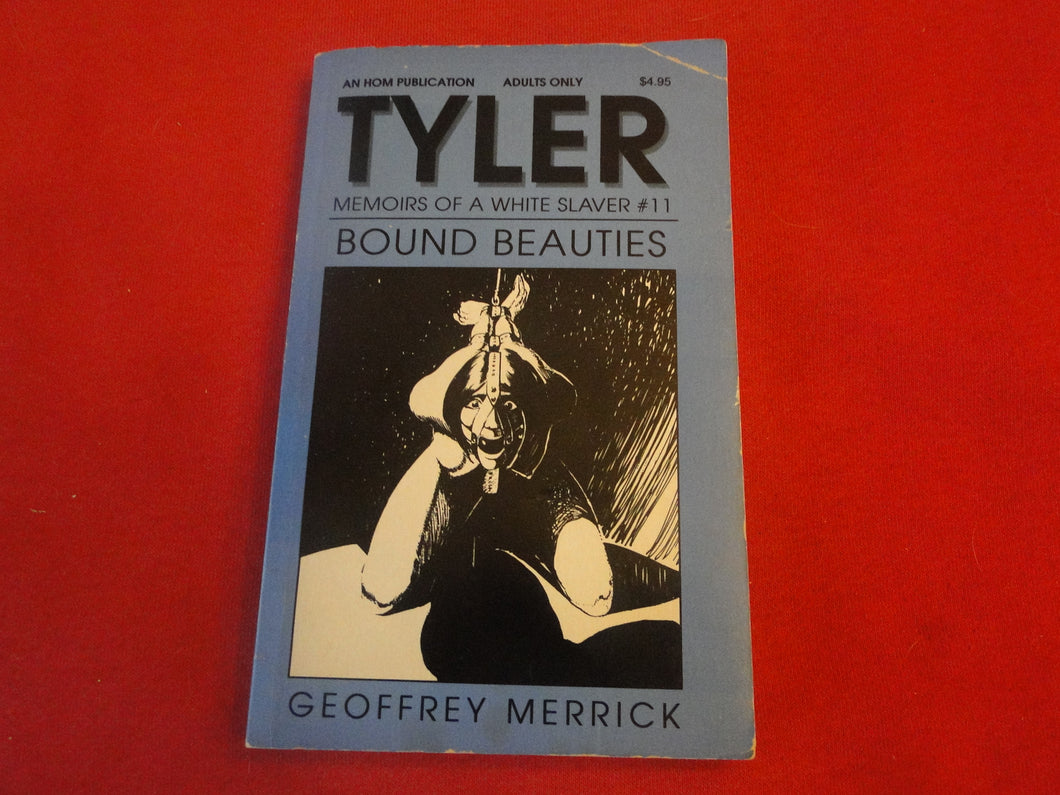 AN HOM PUBLICATION ADULTS ONLY $4.95
TYLER
MEMOIRS OF A WHITE SLAVER #11
BOUND BEAUTIES
GEOFFREY MERRICK